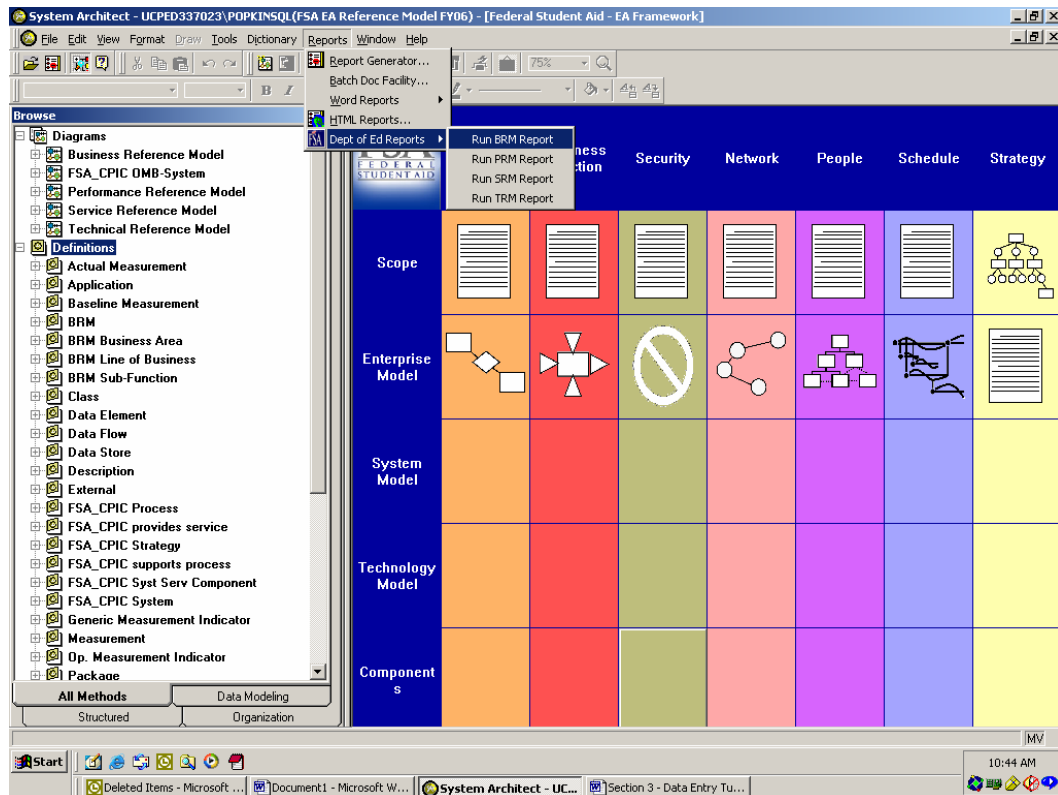 System Architect - UCPED337023\POPKINSQL(FSA EA Reference Model FY06) - [Federal Student Aid - EA Framework]
File Edit View Format Draw Tools Dictionary Reports Window Help
75%
B I
Report Generator...
Batch Doc Facility...
Word Reports
HTML Reports...
FSA Dept of Ed Reports
Run BRM Report
Run PRM Report
Run SRM Report
Run TRM Report
Browse
Diagrams
Business Reference Model
FSA_CPIC OMB-System
Performance Reference Model
Service Reference Model
Technical Reference Model
Definitions
Actual Measurement
Application
Baseline Measurement
BRM
BRM Business Area
BRM Line of Business
BRM Sub-Function
Class
Data Element
Data Flow
Data Store
Description
External
FSA_CPIC Process
FSA_CPIC provides service
FSA_CPIC Strategy
FSA_CPIC supports process
FSA_CPIC Syst Serv Component
FSA_CPIC System
Generic Measurement Indicator
Measurement
Op. Measurement Indicator
Package
All Methods Data Modeling
Structured Organization
FEDERAL
STUDENT AID
ness
ction
Security Network People Schedule Strategy
Scope
Enterprise
Model
System
Model
Technology
Model
Component
s
MV
Start
10:44 AM
Deleted Items - Microsoft ... Document1 - Microsoft W... System Architect - UC... Section 3 - Data Entry Tu...